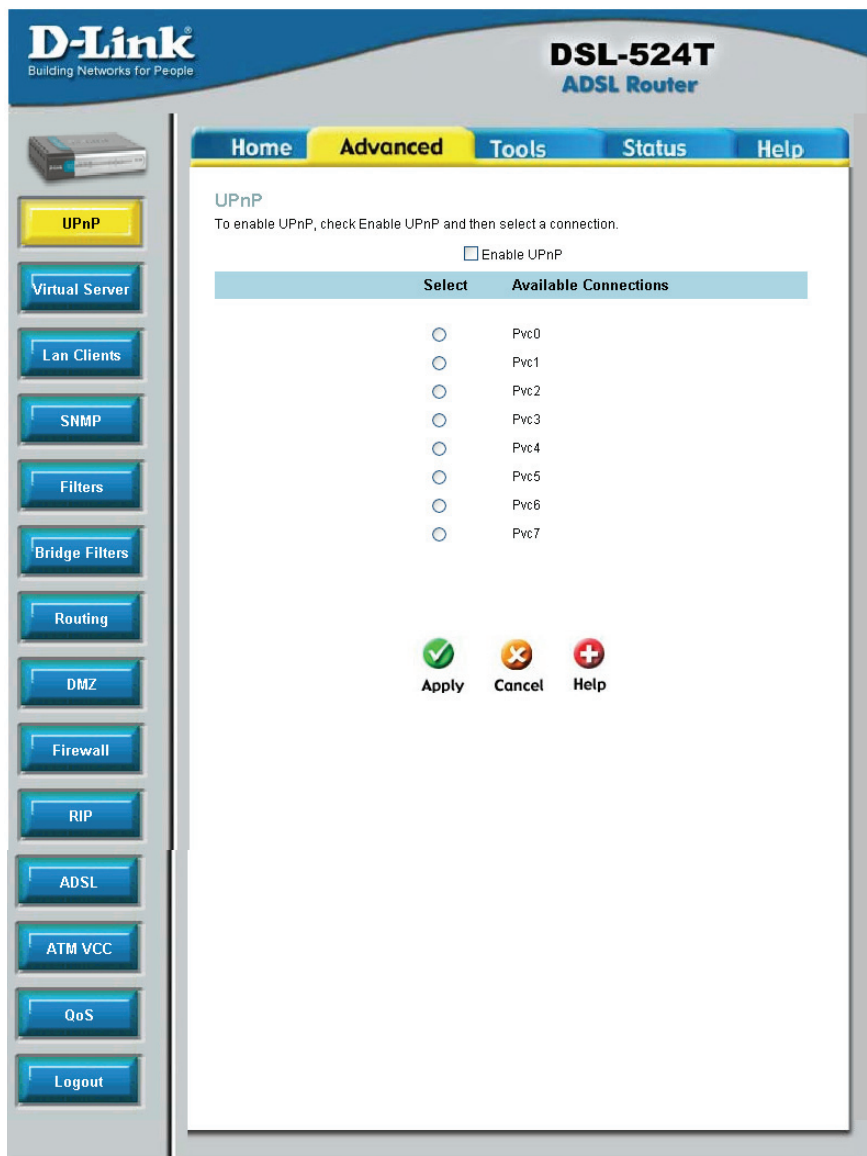 D-Link
Building Networks for People
DSL-524T
ADSL Router
Home Advanced Tools Status Help
UPnP
Virtual Server
Lan Clients
SNMP
Filters
Bridge Filters
Routing
DMZ
Firewall
RIP
ADSL
ATM VCC
QoS
Logout
UPnP
To enable UPnP, check Enable UPnP and then select a connection.
Enable UPnP
Select Available Connections
Pvc0
Pvc1
Pvc2
Pvc3
Pvc4
Pvc5
Pvc6
Pvc7
Apply Cancel Help